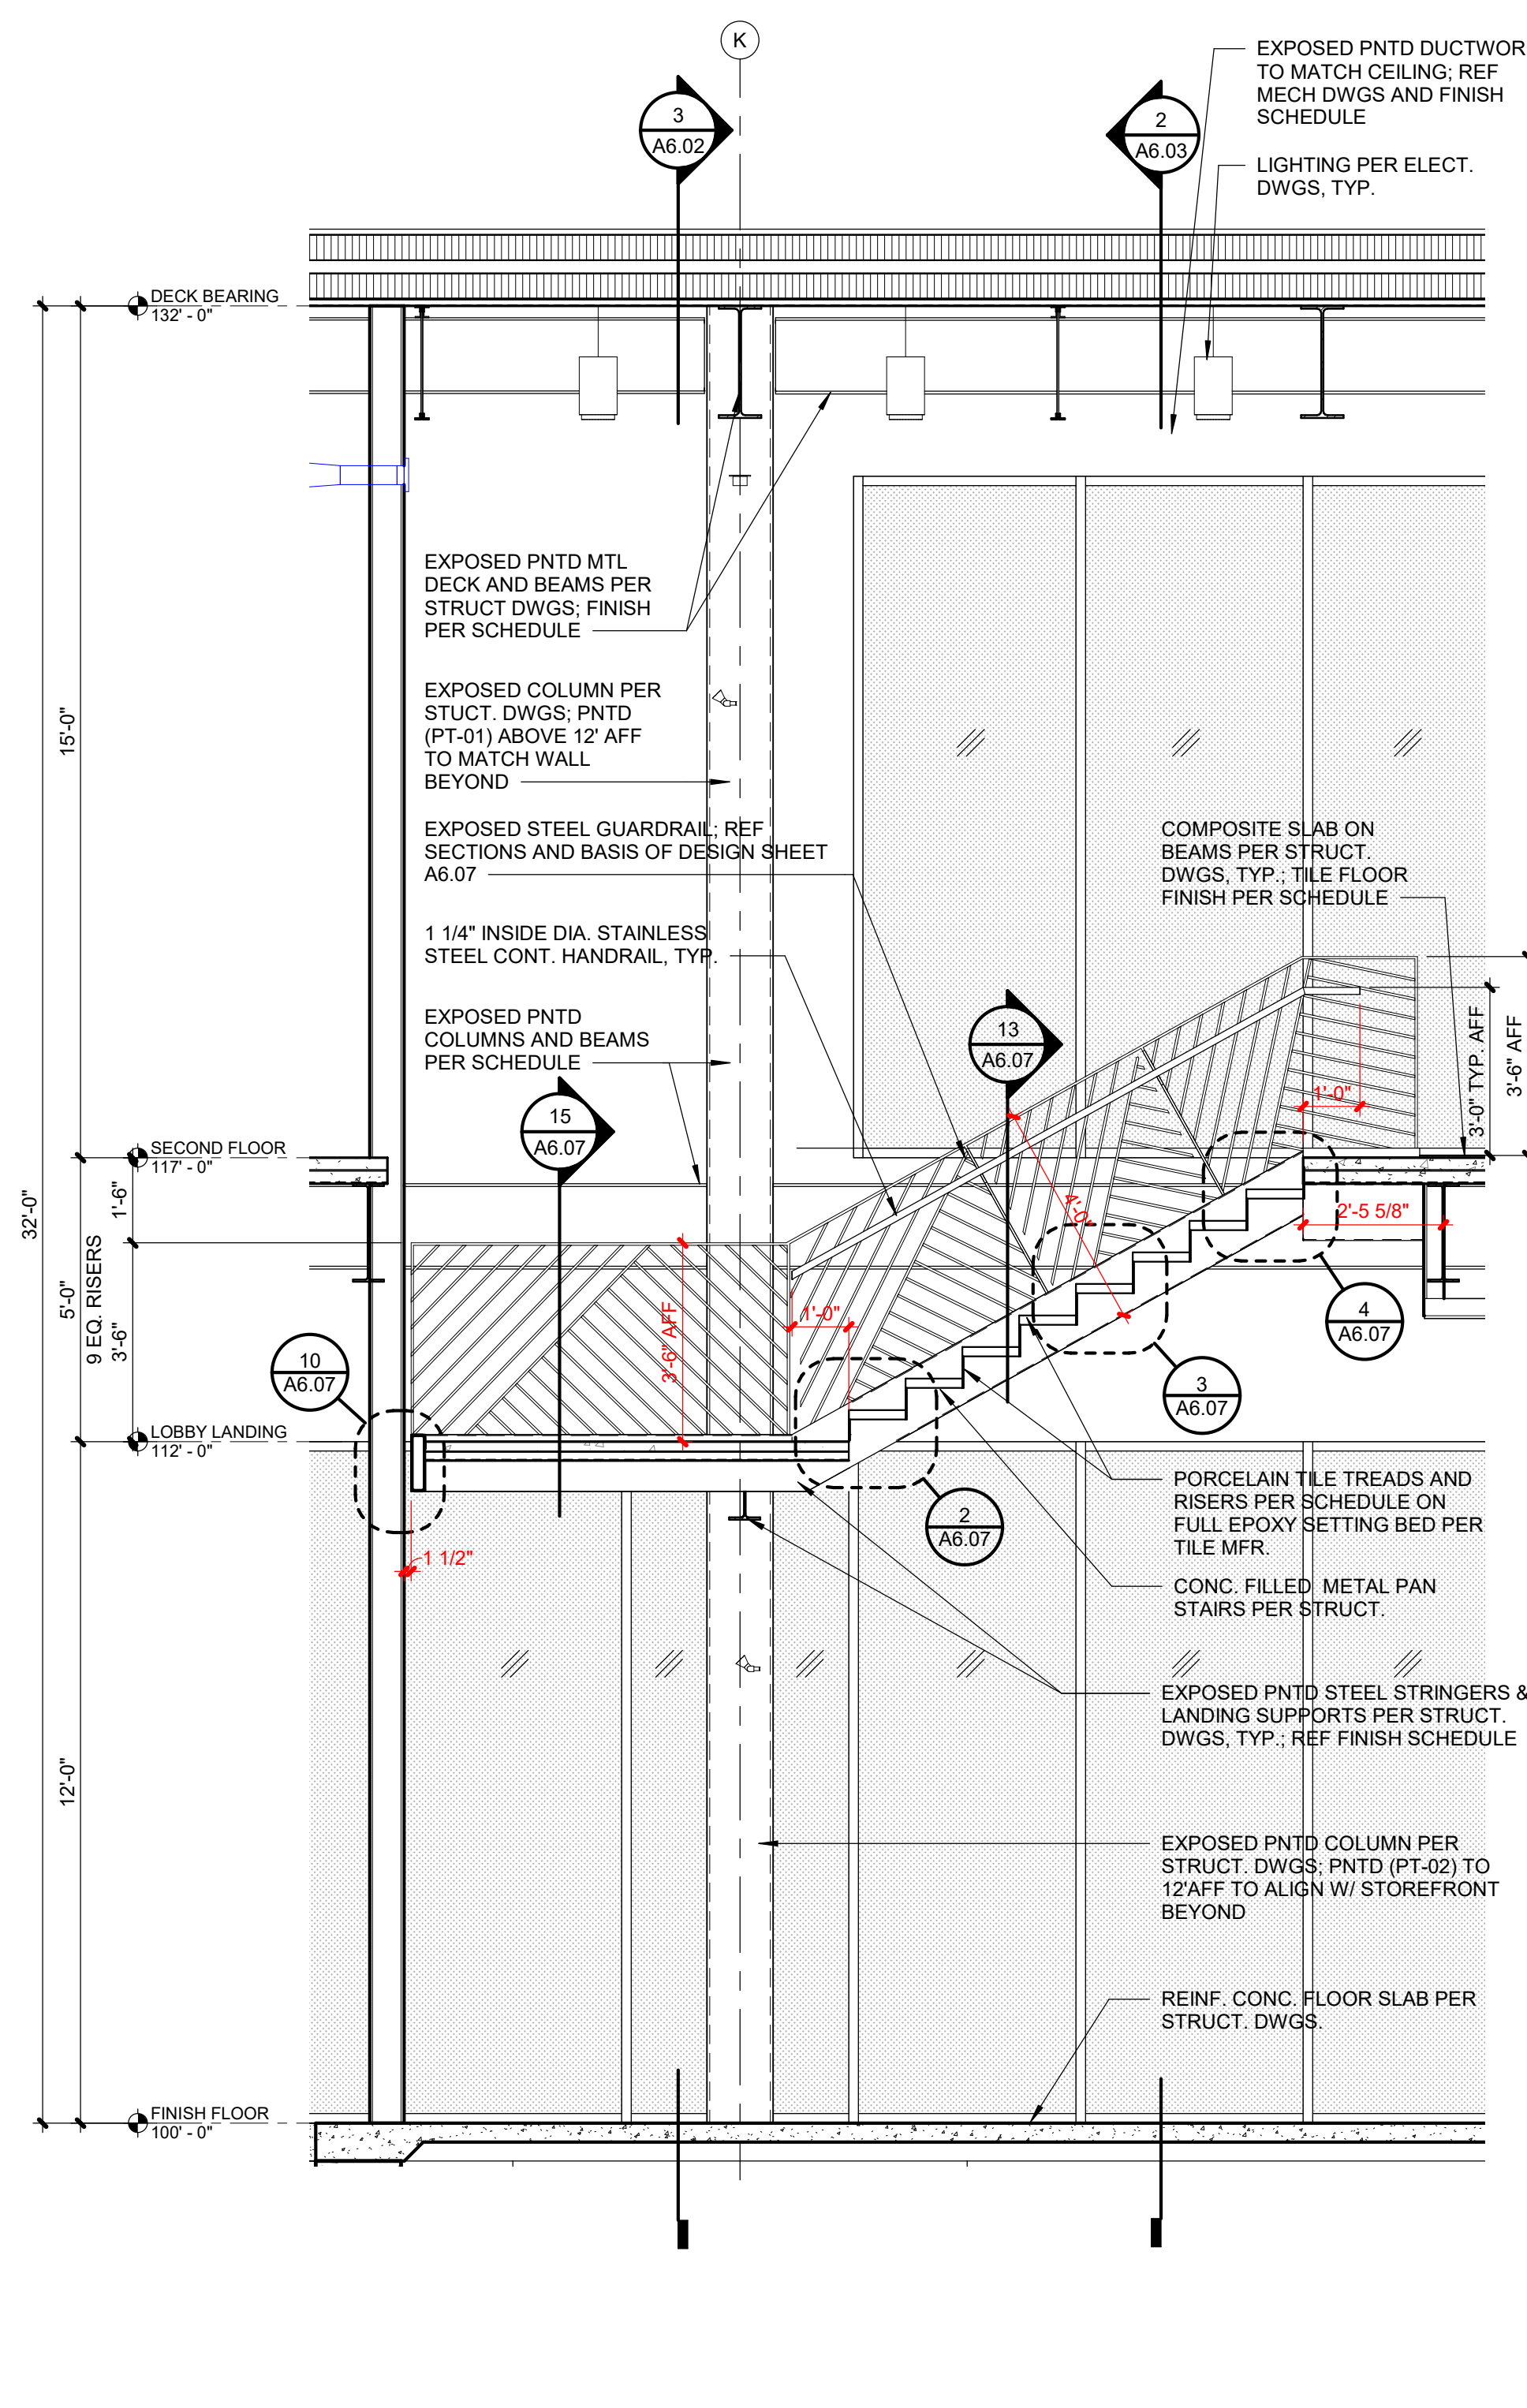 K
3
A6.02
2
A6.03
EXPOSED PNTD DUCTWOR
TO MATCH CEILING; REF
MECH DWGS AND FINISH
SCHEDULE
LIGHTING PER ELECT.
DWGS, TYP.
DECK BEARING
132' - 0"
EXPOSED PNTD MTL
DECK AND BEAMS PER
STRUCT DWGS; FINISH
PER SCHEDULE
EXPOSED COLUMN PER
STUCT. DWGS; PNTD
(PT-01) ABOVE 12' AFF
TO MATCH WALL
BEYOND
15'-0"
EXPOSED STEEL GUARDRAIL; REF
SECTIONS AND BASIS OF DESIGN SHEET
A6.07
COMPOSITE SLAB ON
BEAMS PER STRUCT.
DWGS, TYP.; TILE FLOOR
FINISH PER SCHEDULE
1 1/4" INSIDE DIA. STAINLESS
STEEL CONT. HANDRAIL, TYP.
EXPOSED PNTD
COLUMNS AND BEAMS
PER SCHEDULE
13
A6.07
15
A6.07
1'-0"
3'-0" TYP. AFF
3'-6" AFF
SECOND FLOOR
117' - 0"
32'-0"
1'-6"
5'-0"
9 EQ. RISERS
3'-6"
4'-0"
2'-5 5/8"
3'-6" AFF
1'-0"
4
A6.07
10
A6.07
3
A6.07
LOBBY LANDING
112' - 0"
2
A6.07
1 1/2"
PORCELAIN TILE TREADS AND
RISERS PER SCHEDULE ON
FULL EPOXY SETTING BED PER
TILE MFR.
CONC. FILLED METAL PAN
STAIRS PER STRUCT.
EXPOSED PNTD STEEL STRINGERS &
LANDING SUPPORTS PER STRUCT.
DWGS, TYP.; REF FINISH SCHEDULE
12'-0"
EXPOSED PNTD COLUMN PER
STRUCT. DWGS; PNTD (PT-02) TO
12'AFF TO ALIGN W/ STOREFRONT
BEYOND
REINF. CONC. FLOOR SLAB PER
STRUCT. DWGS.
FINISH FLOOR
100' - 0"